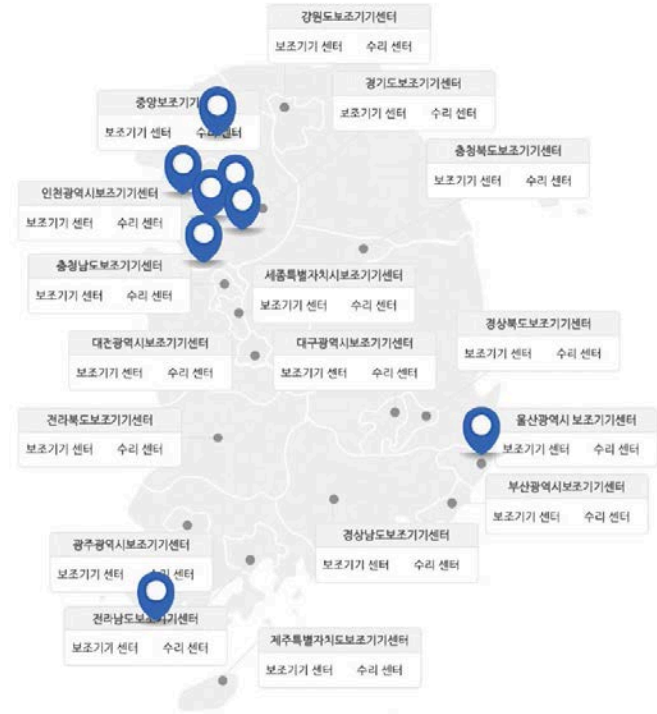 강원도보조기기센터
보조기기 센터 수리 센터
경기도보조기기센터
보조기기 센터 수리 센터
중앙보조기기
보조기기 센터 수리 센터
충청북도보조기기센터
보조기기 센터 수리 센터
인천광역시보조기기센터
보조기기 센터 수리 센터
충청남도보조기기센터
보조기기 센터 수리 센터
세종특별자치시보조기기센터
보조기기 센터 수리 센터
경상북도보조기기센터
보조기기 센터 수리 센터
대전광역시보조기기센터
보조기기 센터 수리 센터
대구광역시보조기기센터
보조기기 센터 수리 센터
전라북도보조기기센터
보조기기 센터 수리 센터
울산광역시 보조기기센터
보조기기 센터 수리 센터
부산광역시보조기기센터
보조기기 센터 수리 센터
경상남도보조기기센터
보조기기 센터 수리 센터
광주광역시보조기기센터
보조기기 센터 수리 센터
전라남도보조기기센터
보조기기 센터 수리 센터
제주특별자치도보조기기센터
보조기기 센터 수리 센터